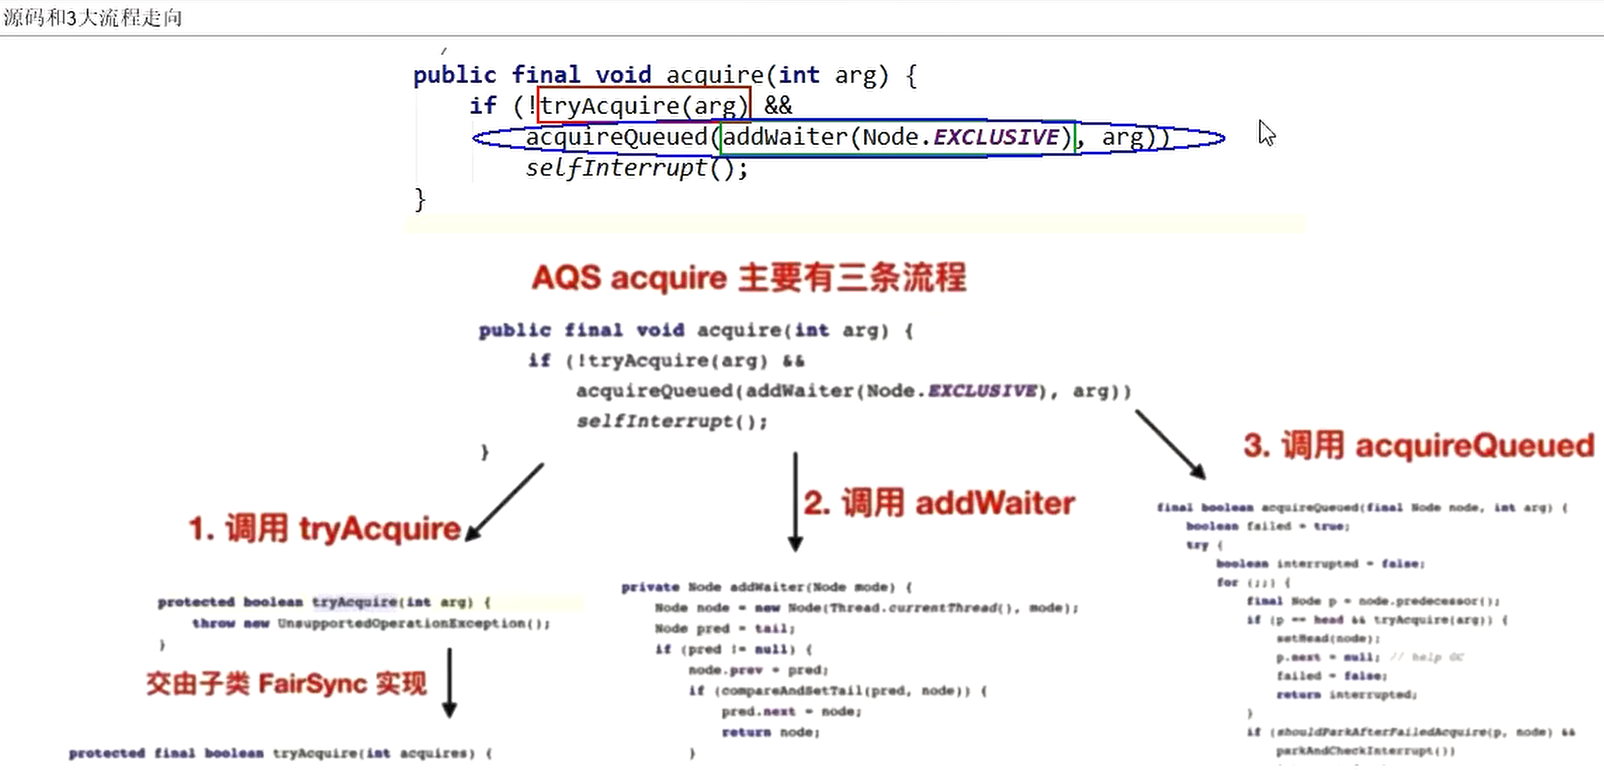 源码和3大流程走向
public final void acquire(int arg) {
if (!tryAcquire(arg) &&
acquireQueued(addWaiter(Node.EXCLUSIVE), arg))
selfInterrupt();
}
AQS acquire 主要有三条流程
public final void acquire(int arg) {
if (!tryAcquire(arg) &&
acquireQueued(addWaiter(Node.EXCLUSIVE), arg))
selfInterrupt();
}
1. 调用 tryAcquire
protected boolean tryAcquire(int arg) {
throw new UnsupportedOperationException();
}
交由子类 FairSync 实现
protected final boolean tryAcquire(int acquires) {
2. 调用 addWaiter
private Node addWaiter(Node mode) {
Node node = new Node(Thread.currentThread(), mode);
Node pred = tail;
if (pred != null) {
node.prev = pred;
if (compareAndSetTail(pred, node)) {
pred.next = node;
return node;
}
3. 调用 acquireQueued
final boolean acquireQueued(final Node node, int arg) {
boolean failed = true;
try {
boolean interrupted = false;
for (;;) {
final Node p = node.predecessor();
if (p == head && tryAcquire(arg)) {
setHead(node);
p.next = null; // help GC
failed = false;
return interrupted;
}
if (shouldParkAfterFailedAcquire(p, node) &&
parkAndCheckInterrupt())